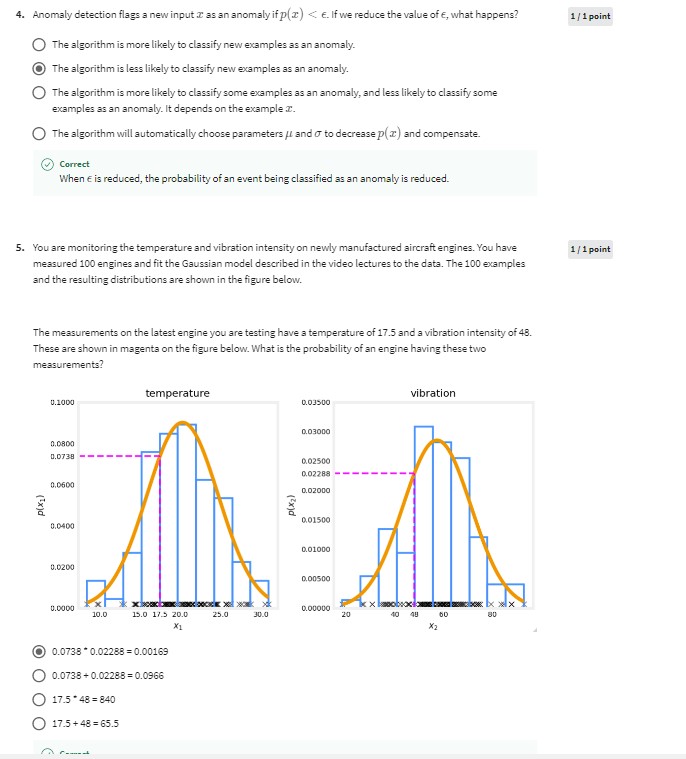 4. Anomaly detection flags a new input x as an anomaly if p(x) < ϵ. If we reduce the value of ϵ, what happens?
1 / 1 point
The algorithm is more likely to classify new examples as an anomaly.
The algorithm is less likely to classify new examples as an anomaly.
The algorithm is more likely to classify some examples as an anomaly, and less likely to classify some
examples as an anomaly. It depends on the example x.
The algorithm will automatically choose parameters μ and σ to decrease p(x) and compensate.
Correct
When ϵ is reduced, the probability of an event being classified as an anomaly is reduced.
5. You are monitoring the temperature and vibration intensity on newly manufactured aircraft engines. You have
1 / 1 point
measured 100 engines and fit the Gaussian model described in the video lectures to the data. The 100 examples
and the resulting distributions are shown in the figure below.
The measurements on the latest engine you are testing have a temperature of 17.5 and a vibration intensity of 48.
These are shown in magenta on the figure below. What is the probability of an engine having these two
measurements?
temperature
0.1000
0.0800
0.0738
0.0600
0.0400
0.0200
0.0000
p(x₁)
10.0 15.0 17.5 20.0 25.0 30.0
X₁
vibration
0.03500
0.03000
0.02500
0.02288
0.02000
0.01500
0.01000
0.00500
0.00000
p(x₂)
20 40 48 60 80
X₂
0.0738 * 0.02288 = 0.00169
0.0738 + 0.02288 = 0.0966
17.5 * 48 = 840
17.5 + 48 = 65.5
Correct